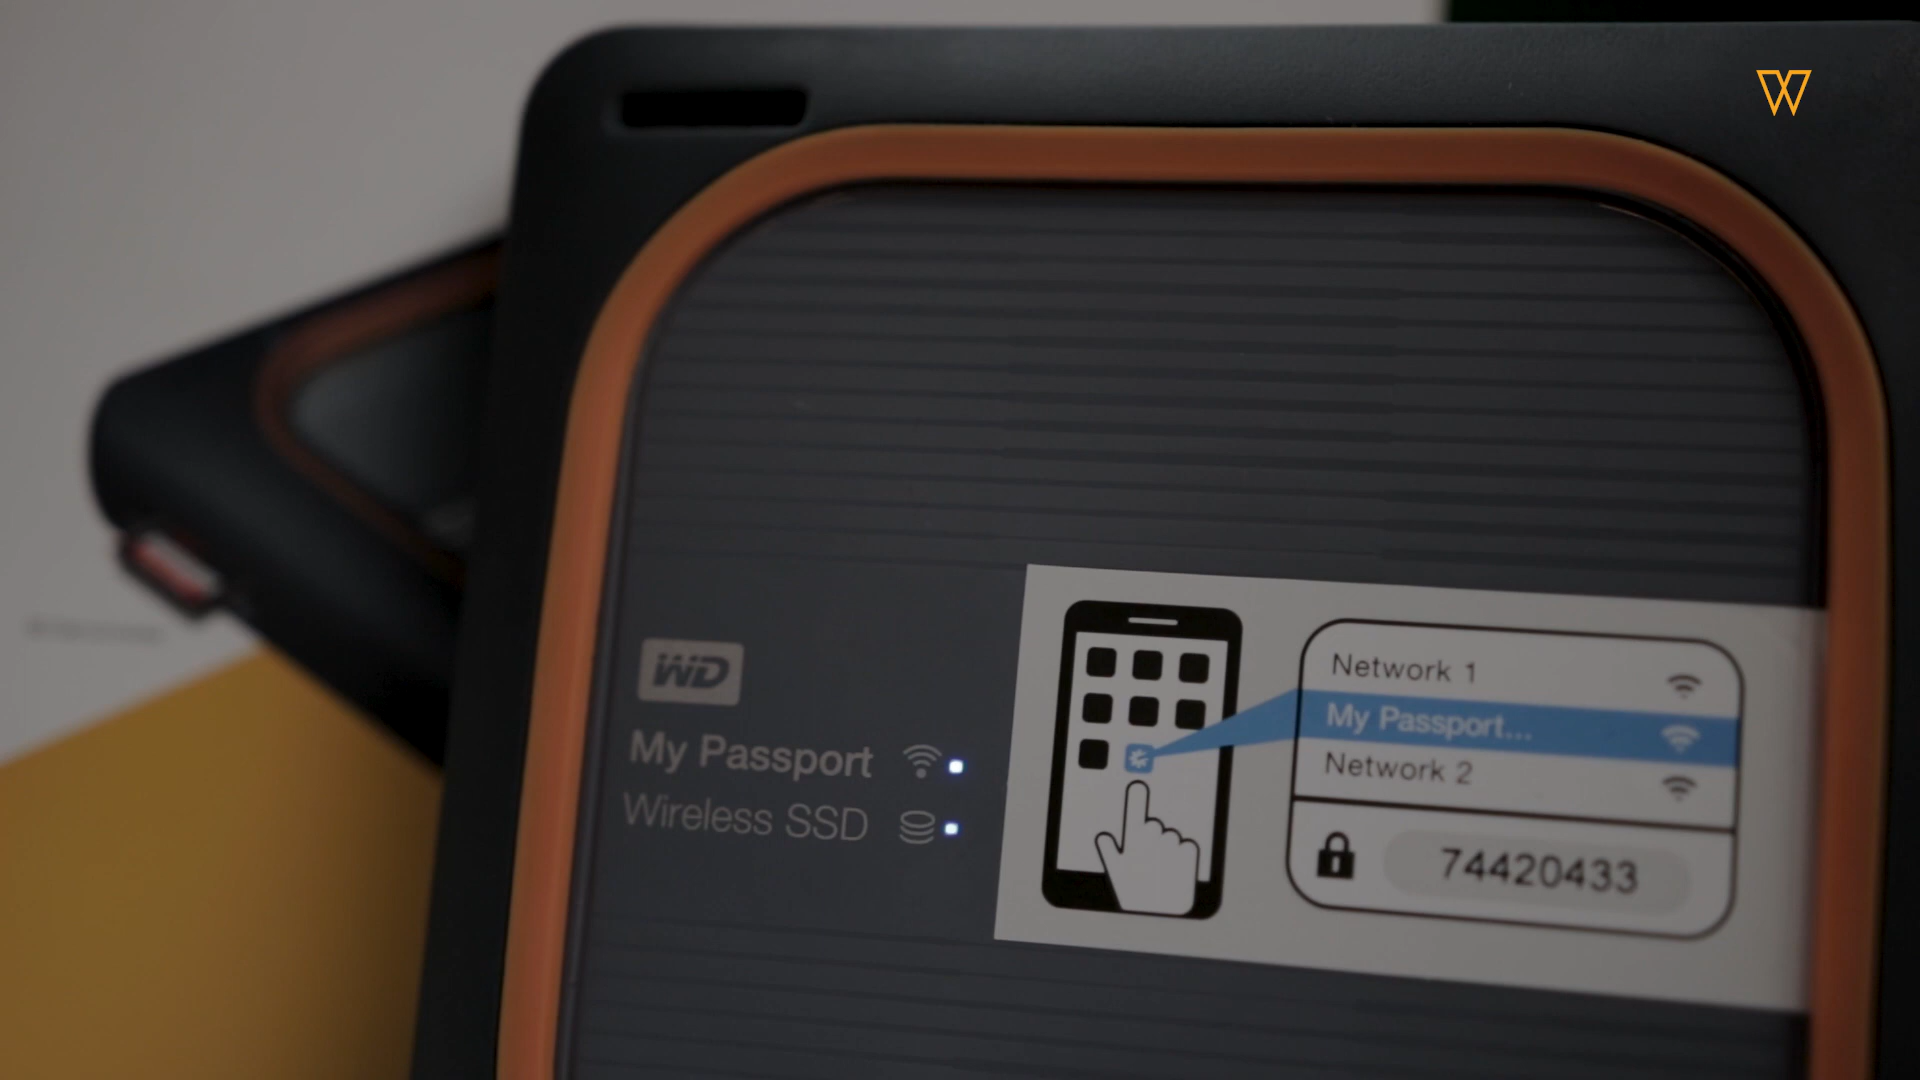 W
WD
My Passport
Wireless SSD
Network 1
My Passport...
Network 2
74420433